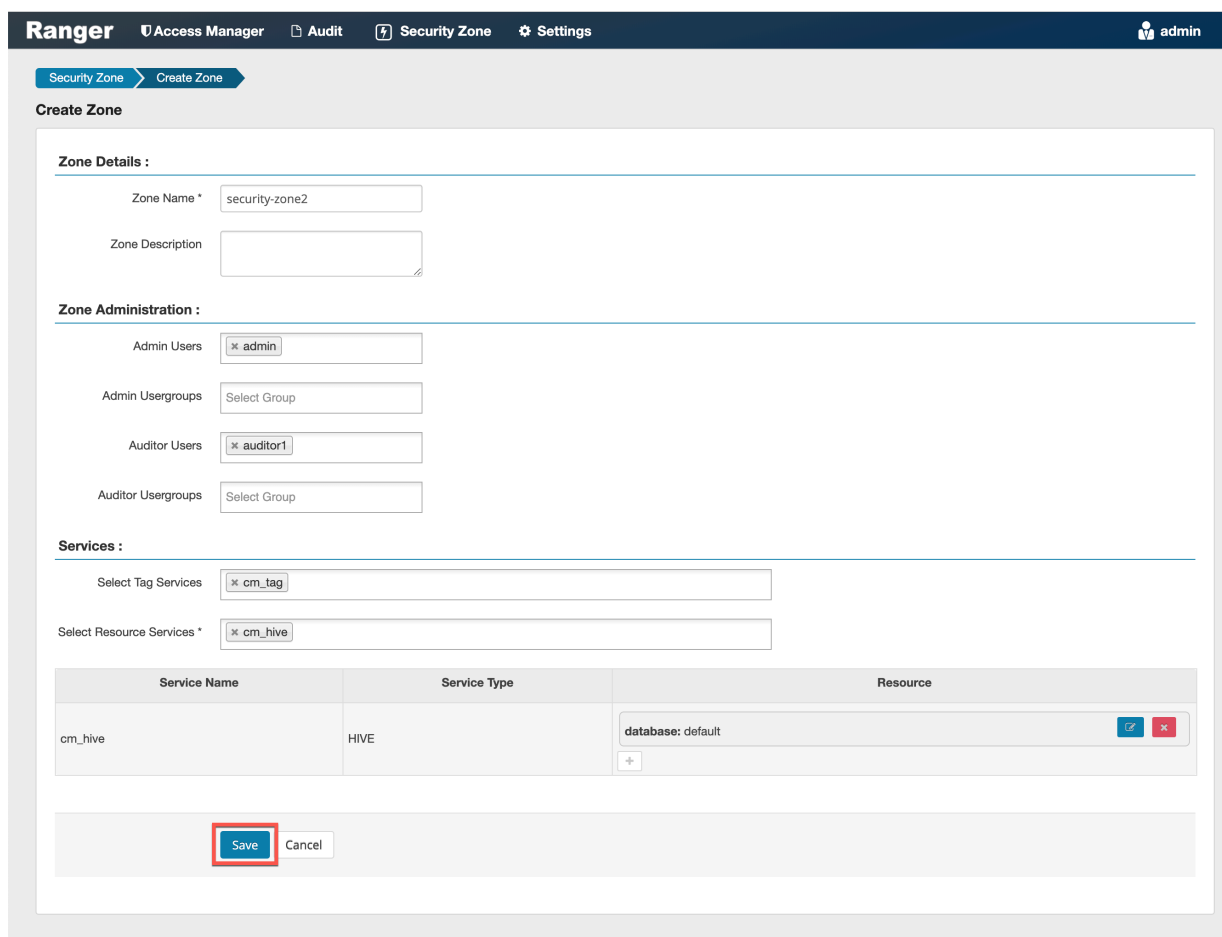 Ranger Access Manager Audit Security Zone Settings admin
Security Zone Create Zone
Create Zone
Zone Details :
Zone Name * security-zone2
Zone Description
Zone Administration :
Admin Users × admin
Admin Usergroups Select Group
Auditor Users × auditor1
Auditor Usergroups Select Group
Services :
Select Tag Services × cm_tag
Select Resource Services * × cm_hive
Service Name Service Type Resource
cm_hive HIVE database: default
+
Save Cancel